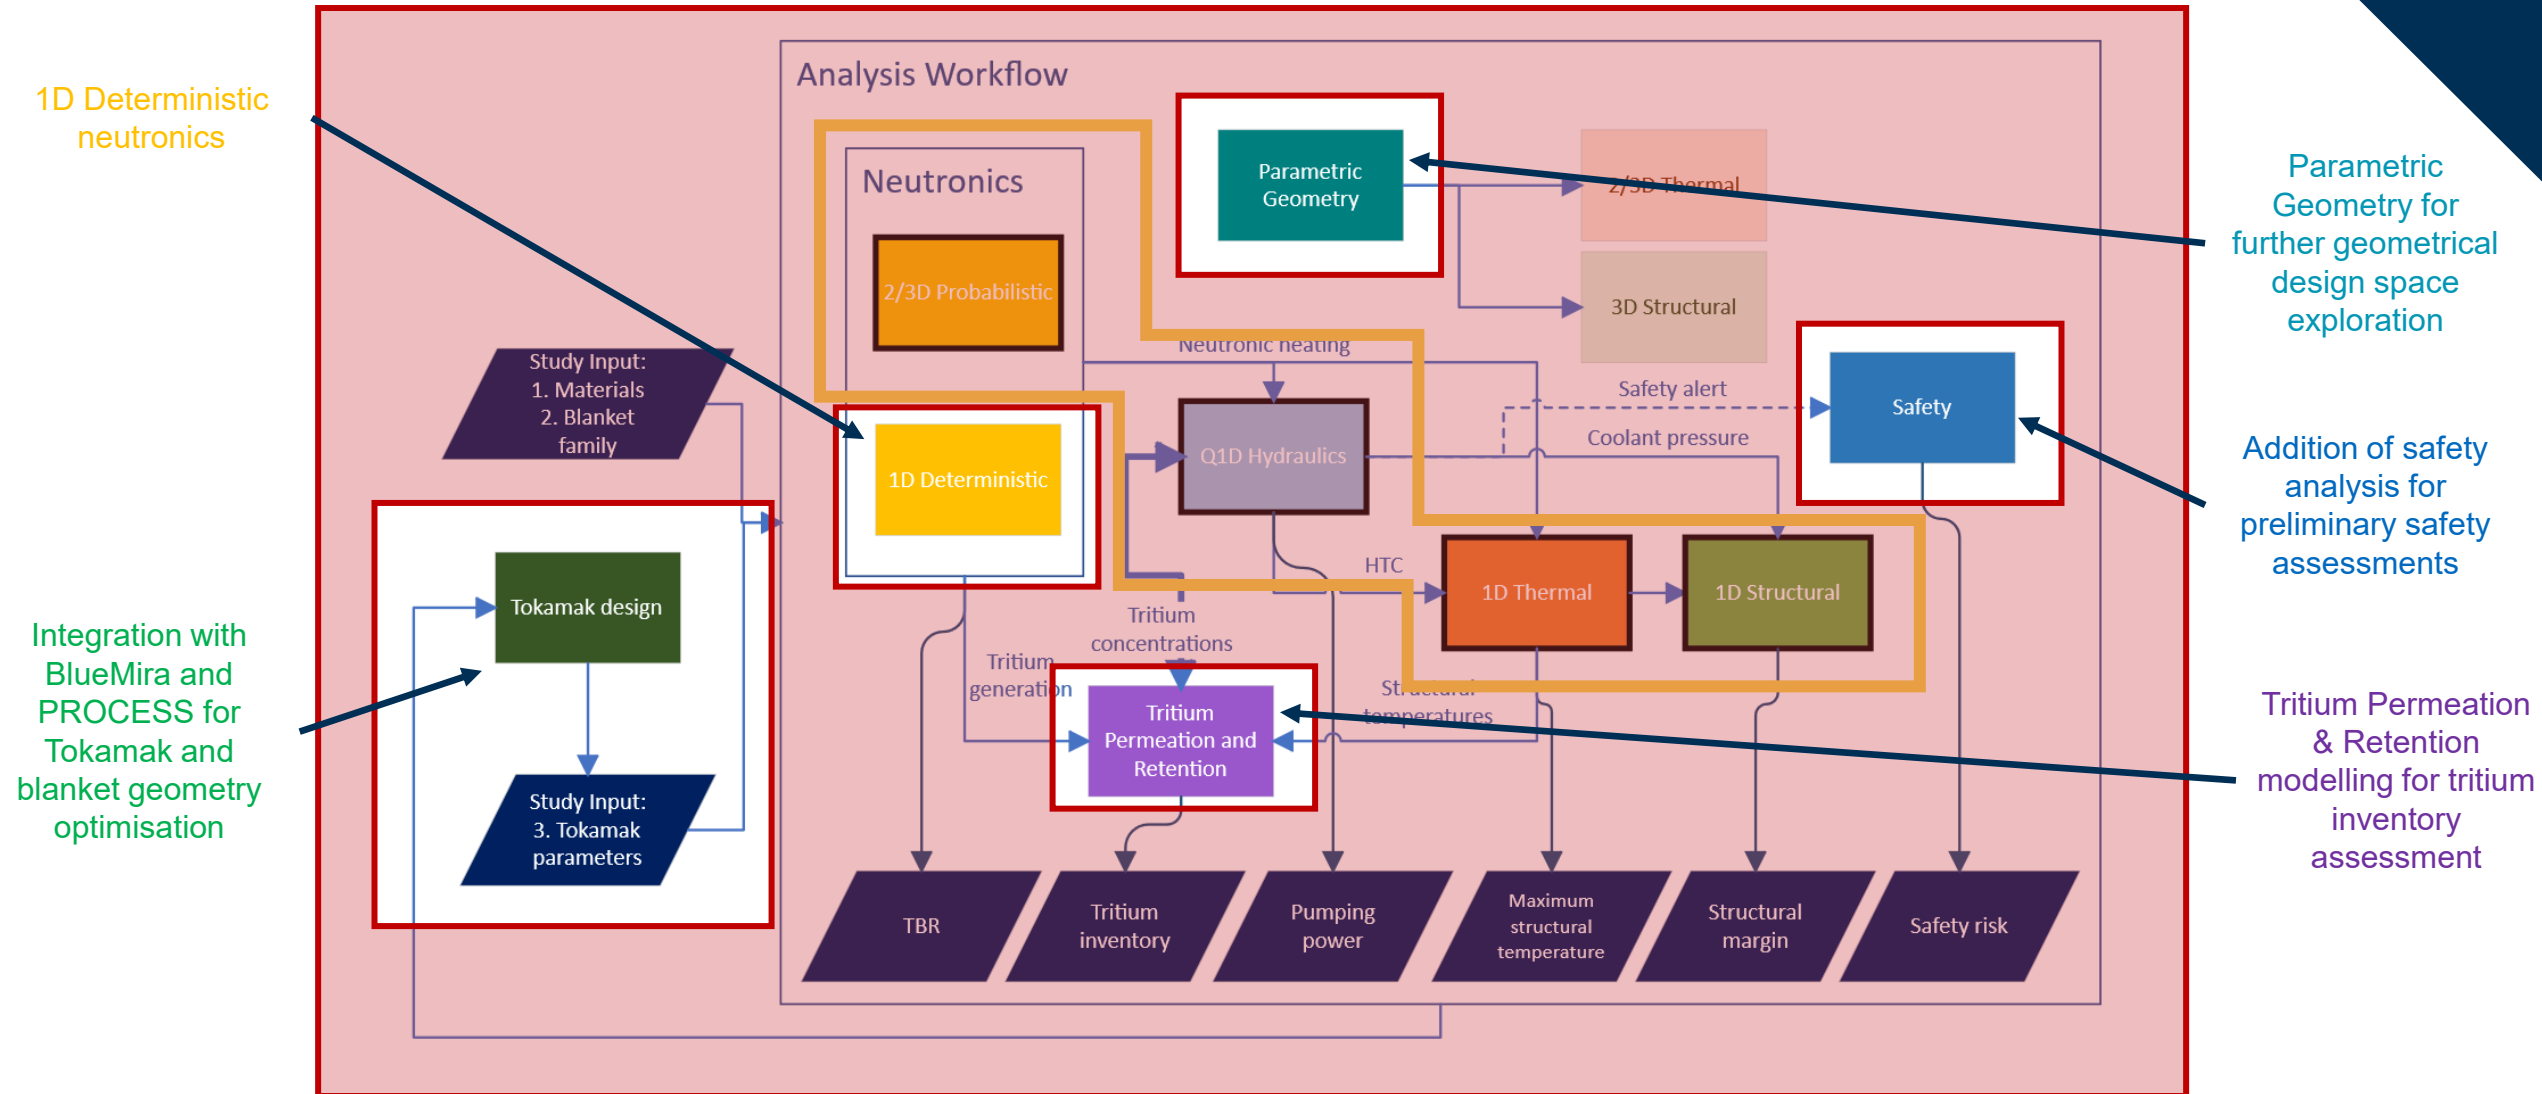 1D Deterministic
neutronics
Integration with
BlueMira and
PROCESS for
Tokamak and
blanket geometry
optimisation
Analysis Workflow
Neutronics
2/3D Probabilistic
1D Deterministic
Parametric
Geometry
2/3D Thermal
3D Structural
Study Input:
1. Materials
2. Blanket
family
Neutronic heating
Safety alert
Coolant pressure
Safety
Q1D Hydraulics
HTC
1D Thermal
1D Structural
Tokamak design
Tritium
concentrations
Tritium
generation
Structural
temperatures
Tritium
Permeation and
Retention
Study Input:
3. Tokamak
parameters
TBR
Tritium
inventory
Pumping
power
Maximum
structural
temperature
Structural
margin
Safety risk
Parametric
Geometry for
further geometrical
design space
exploration
Addition of safety
analysis for
preliminary safety
assessments
Tritium Permeation
& Retention
modelling for tritium
inventory
assessment